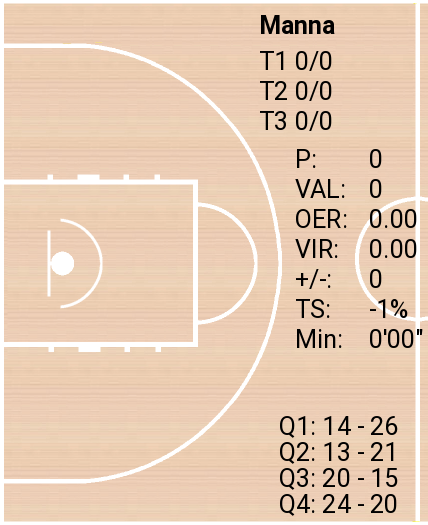 Manna
T1 0/0
T2 0/0
T3 0/0
P: 0
VAL: 0
OER: 0.00
VIR: 0.00
+/-: 0
TS: -1%
Min: 0'00"
Q1: 14 - 26
Q2: 13 - 21
Q3: 20 - 15
Q4: 24 - 20